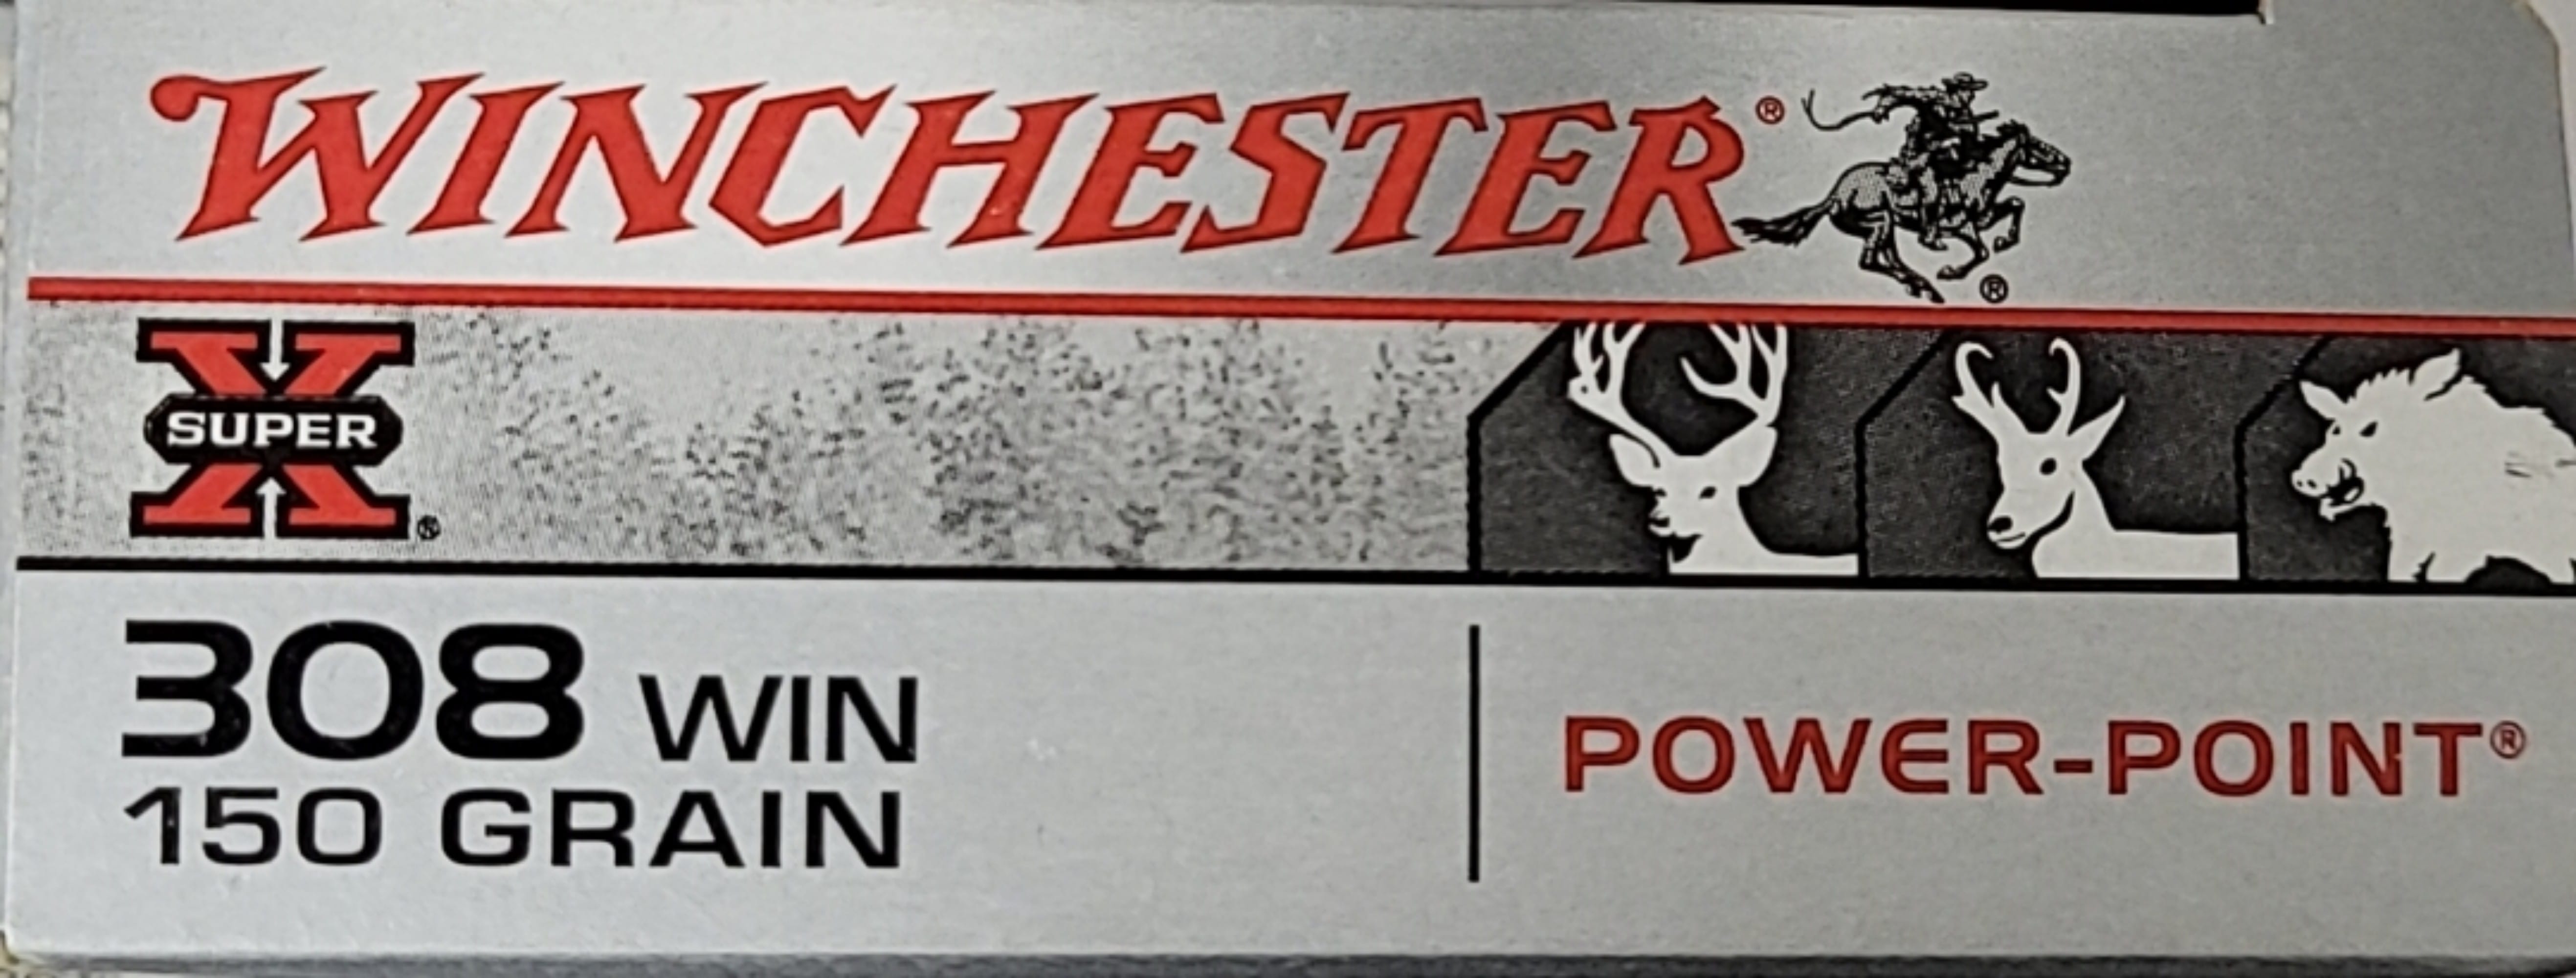 WINCHESTER®
®
X
SUPER
®
308 WIN
150 GRAIN
POWER-POINT®